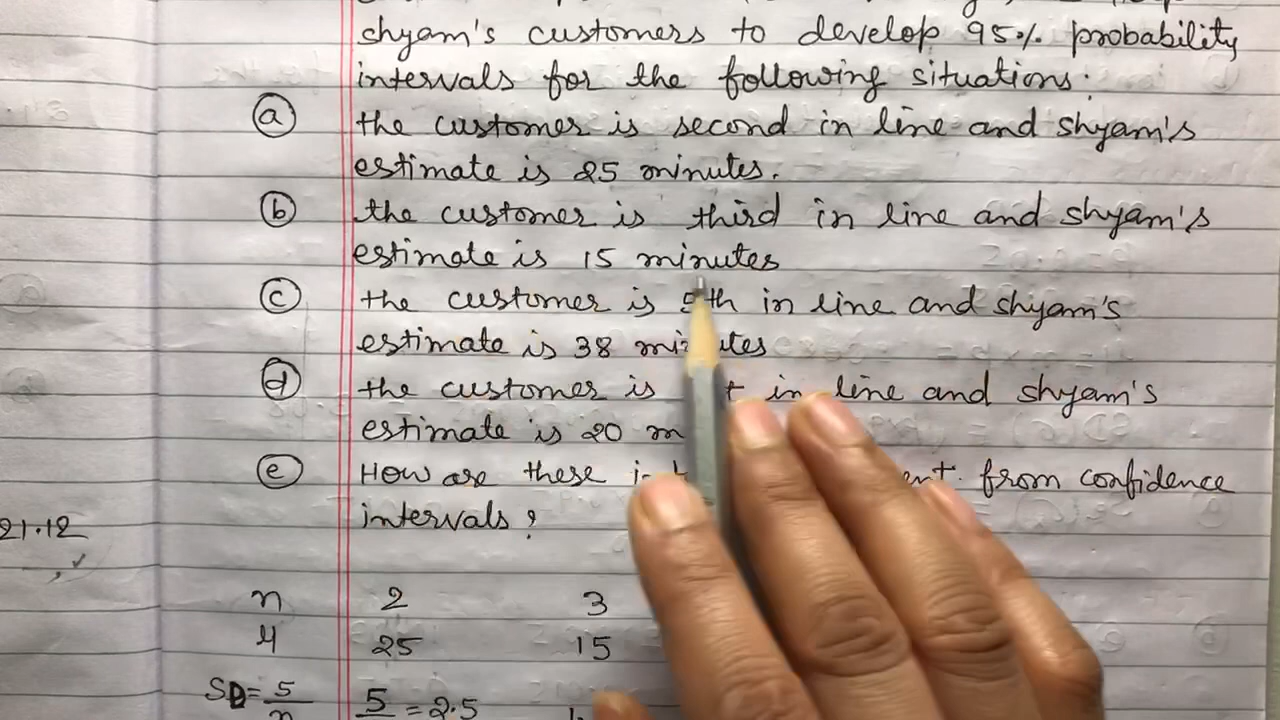 shyam's customers to develop 95% probability
intervals for the following situations:
(a) the customer is second in line and shyam's
estimate is 25 minutes.
(b) the customer is third in line and shyam's
estimate is 15 minutes
(c) the customer is 5th in line and shyam's
estimate is 38 minutes
(d) the customer is in line and shyam's
estimate is 20
(e) How are these from confidence
intervals?
21.12
n 2 3
μ 25 15
SD = 5/n 5 = 2.5